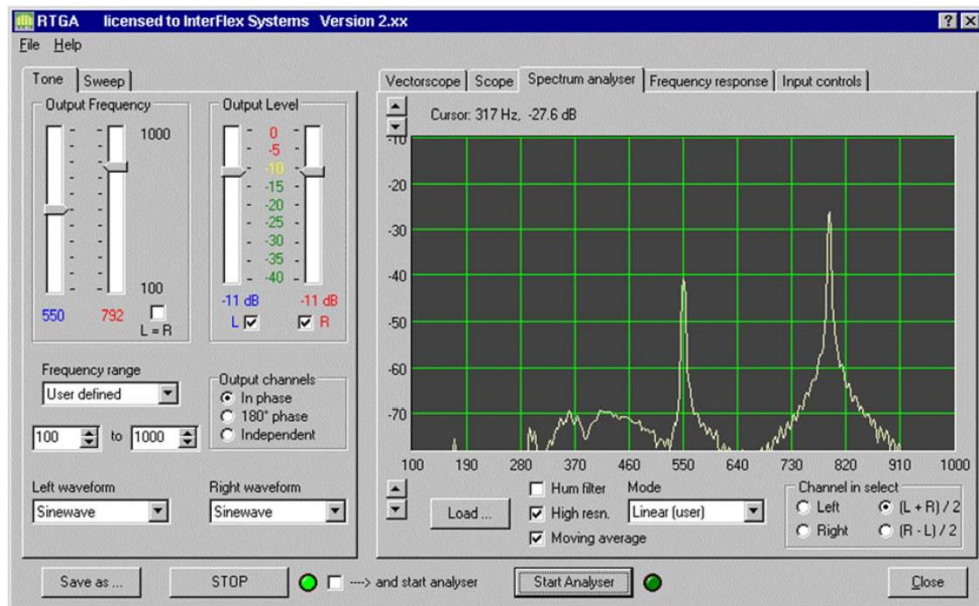 RTGA licensed to InterFlex Systems Version 2.xx
File Help
Tone Sweep
Output Frequency
1000
100
550 792
L = R
Output Level
0
-5
-10
-15
-20
-25
-30
-35
-40
-11 dB -11 dB
L R
Frequency range
User defined
100 to 1000
Output channels
In phase
180° phase
Independent
Left waveform Right waveform
Sinewave Sinewave
Vectorscope Scope Spectrum analyser Frequency response Input controls
Cursor: 317 Hz, -27.6 dB
-10
-20
-30
-40
-50
-60
-70
100 190 280 370 460 550 640 730 820 910 1000
Load ...
Hum filter
High resn.
Moving average
Mode
Linear (user)
Channel in select
Left (L + R) / 2
Right (R - L) / 2
Save as ... STOP ---> and start analyser Start Analyser Close